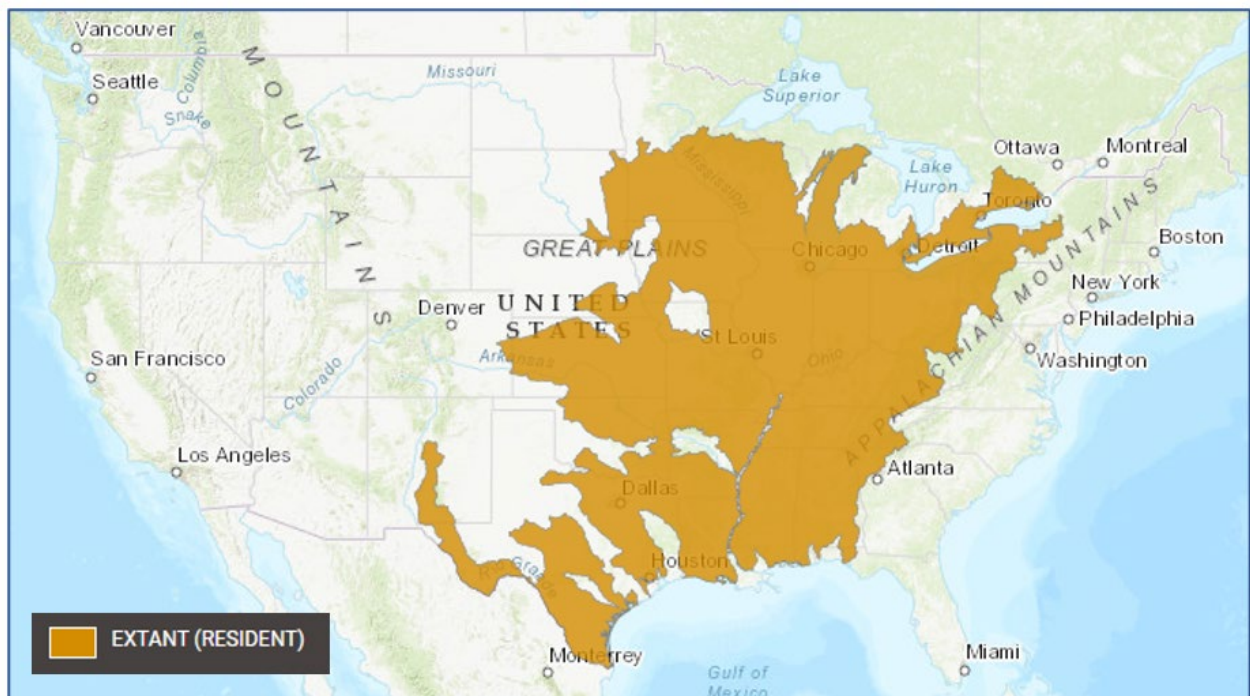 Vancouver
Seattle
Columbia
Snake
MOUNTAINS
Missouri
Lake
Superior
Mississippi
Ottawa
Montreal
Lake
Huron
Toronto
GREAT PLAINS
Chicago
Detroit
Boston
APPALACHIAN MOUNTAINS
New York
Philadelphia
Washington
Denver
UNITED
STATES
St Louis
Ohio
Arkansas
San Francisco
Colorado
Los Angeles
Atlanta
Dallas
Houston
Rio Grande
Monterrey
Miami
Gulf of
Mexico
EXTANT (RESIDENT)